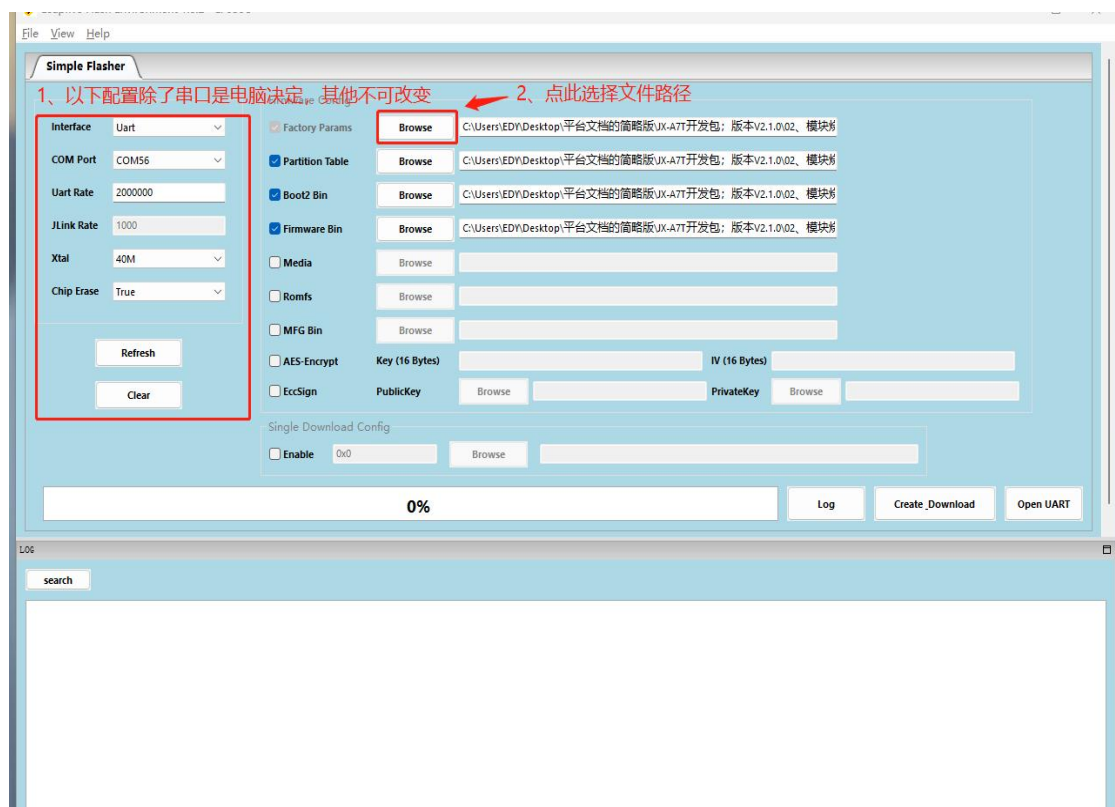 File View Help
Simple Flasher
1、以下配置除了串口是电脑决定，其他不可改变
2、点此选择文件路径
Interface Uart
COM Port COM56
Uart Rate 2000000
JLink Rate 1000
Xtal 40M
Chip Erase True
Refresh
Clear
Factory Params Browse C:\Users\EDY\Desktop\平台文档的简略版\JX-A7T开发包；版本V2.1.0\02、模块
Partition Table Browse C:\Users\EDY\Desktop\平台文档的简略版\JX-A7T开发包；版本V2.1.0\02、模块
Boot2 Bin Browse C:\Users\EDY\Desktop\平台文档的简略版\JX-A7T开发包；版本V2.1.0\02、模块
Firmware Bin Browse C:\Users\EDY\Desktop\平台文档的简略版\JX-A7T开发包；版本V2.1.0\02、模块
Media Browse
Romfs Browse
MFG Bin Browse
AES-Encrypt Key (16 Bytes) IV (16 Bytes)
EccSign PublicKey Browse PrivateKey Browse
Single Download Config
Enable 0x0 Browse
0% Log Create_Download Open UART
LOG
search